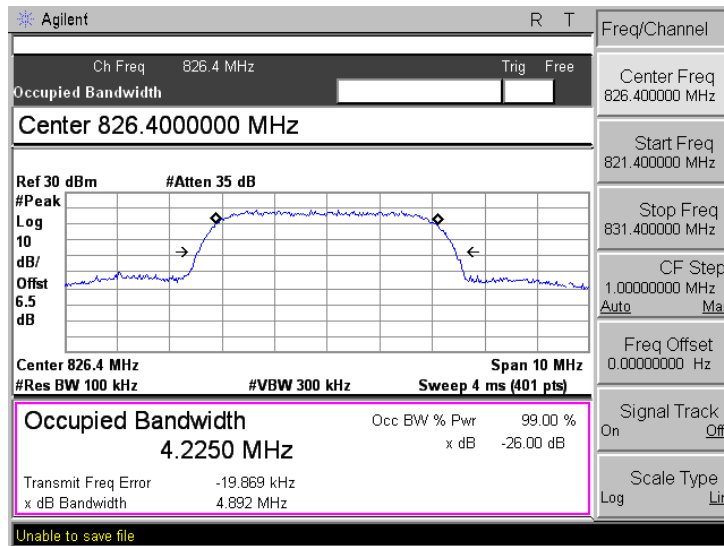 Agilent R T
Ch Freq 826.4 MHz Trig Free
Occupied Bandwidth
Center 826.4000000 MHz
Ref 30 dBm #Atten 35 dB
#Peak
Log
10
dB/
Offst
6.5
dB
Center 826.4 MHz Span 10 MHz
#Res BW 100 kHz #VBW 300 kHz Sweep 4 ms (401 pts)
Occupied Bandwidth Occ BW % Pwr 99.00 %
4.2250 MHz x dB -26.00 dB
Transmit Freq Error -19.869 kHz
x dB Bandwidth 4.892 MHz
Unable to save file
Freq/Channel
Center Freq
826.400000 MHz
Start Freq
821.400000 MHz
Stop Freq
831.400000 MHz
CF Step
1.00000000 MHz
Auto Ma
Freq Offset
0.00000000 Hz
Signal Track
On Off
Scale Type
Log Lin